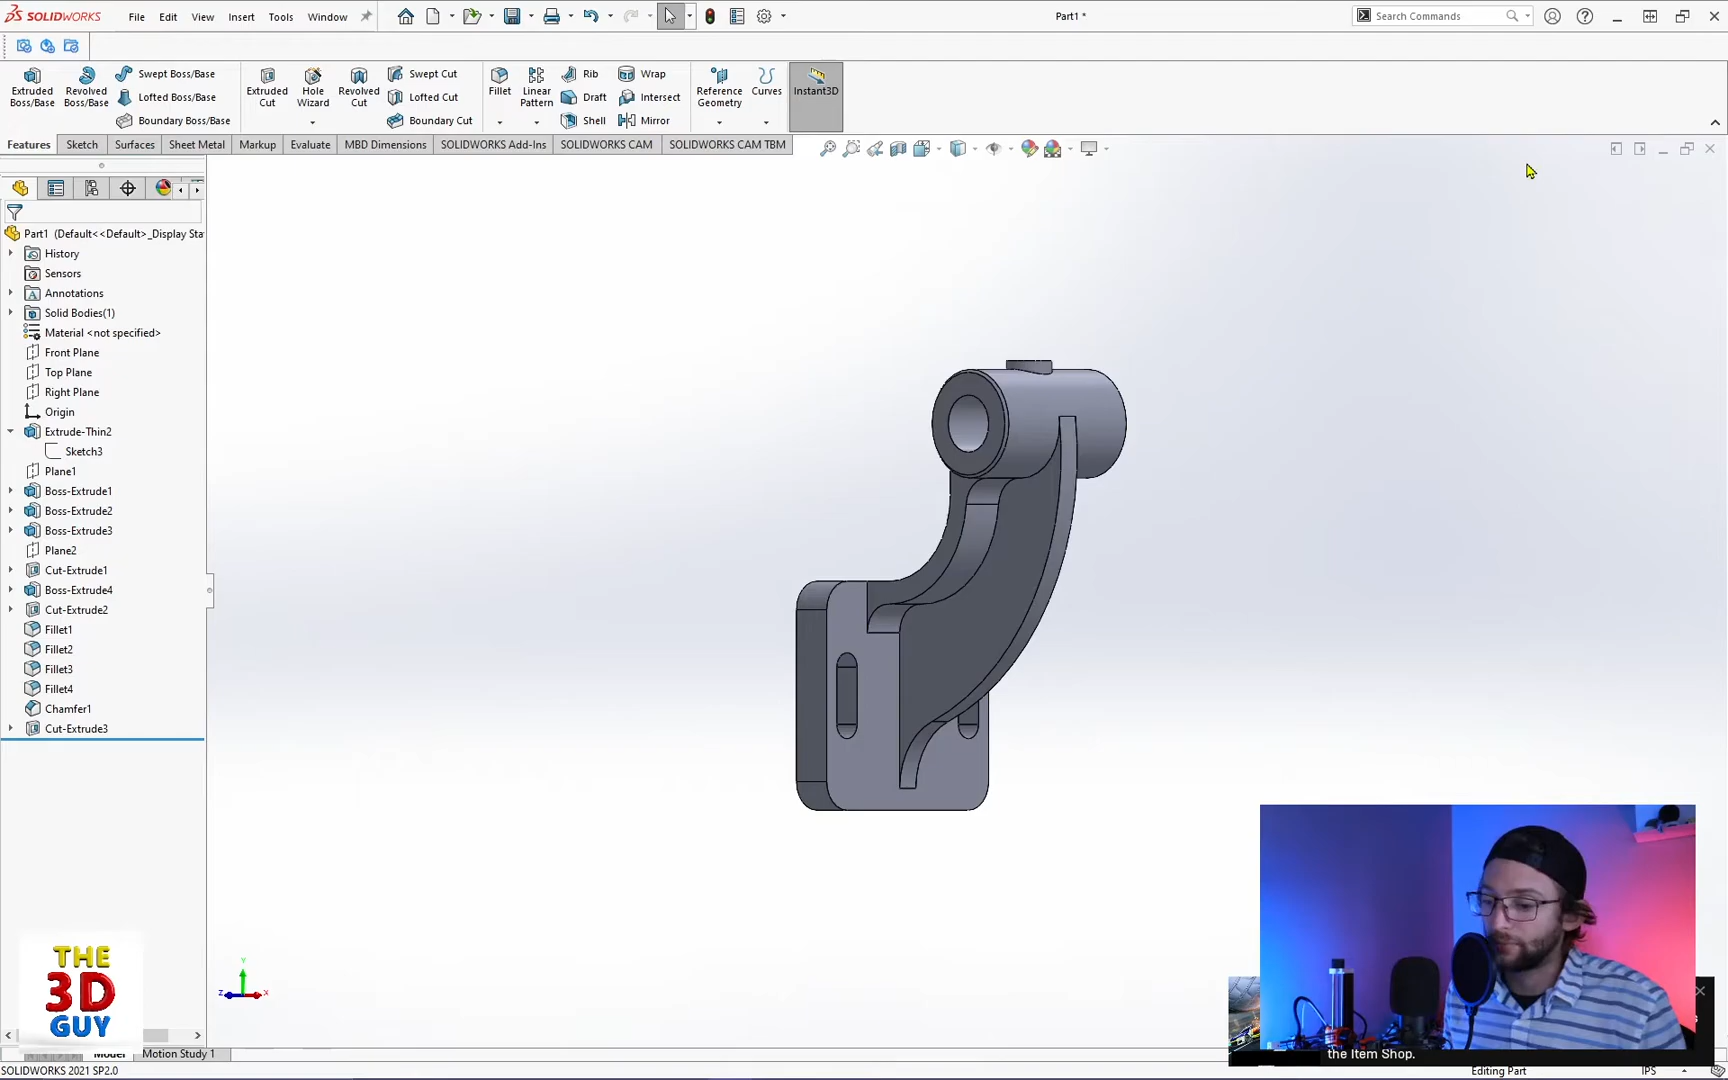 SOLIDWORKS File Edit View Insert Tools Window Part1 * Search Commands
Extruded Boss/Base
Revolved Boss/Base
Swept Boss/Base
Lofted Boss/Base
Boundary Boss/Base
Extruded Cut
Hole Wizard
Revolved Cut
Swept Cut
Lofted Cut
Boundary Cut
Fillet
Linear Pattern
Rib
Draft
Shell
Wrap
Intersect
Mirror
Reference Geometry
Curves
Instant3D
Features Sketch Surfaces Sheet Metal Markup Evaluate MBD Dimensions SOLIDWORKS Add-Ins SOLIDWORKS CAM SOLIDWORKS CAM TBM
Part1 (Default<<Default>_Display Sta
History
Sensors
Annotations
Solid Bodies(1)
Material <not specified>
Front Plane
Top Plane
Right Plane
Origin
Extrude-Thin2
Sketch3
Plane1
Boss-Extrude1
Boss-Extrude2
Boss-Extrude3
Plane2
Cut-Extrude1
Boss-Extrude4
Cut-Extrude2
Fillet1
Fillet2
Fillet3
Fillet4
Chamfer1
Cut-Extrude3
THE
3D
GUY
Y
Z X
the Item Shop.
Model Motion Study 1
SOLIDWORKS 2021 SP2.0 Editing Part IPS